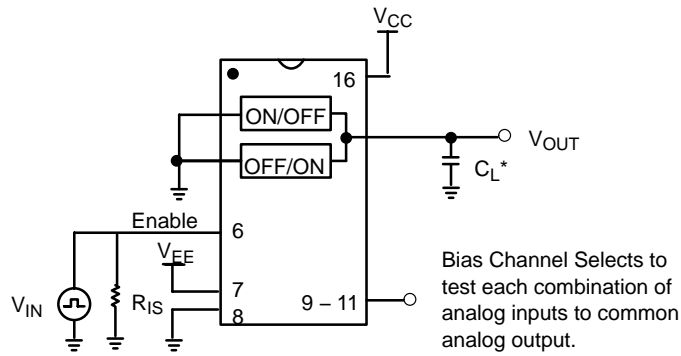 VCC
16
ON/OFF
VOUT
OFF/ON
CL*
Enable
6
VEE
Bias Channel Selects to
test each combination of
analog inputs to common
analog output.
VIN
RIS
7
9 – 11
8